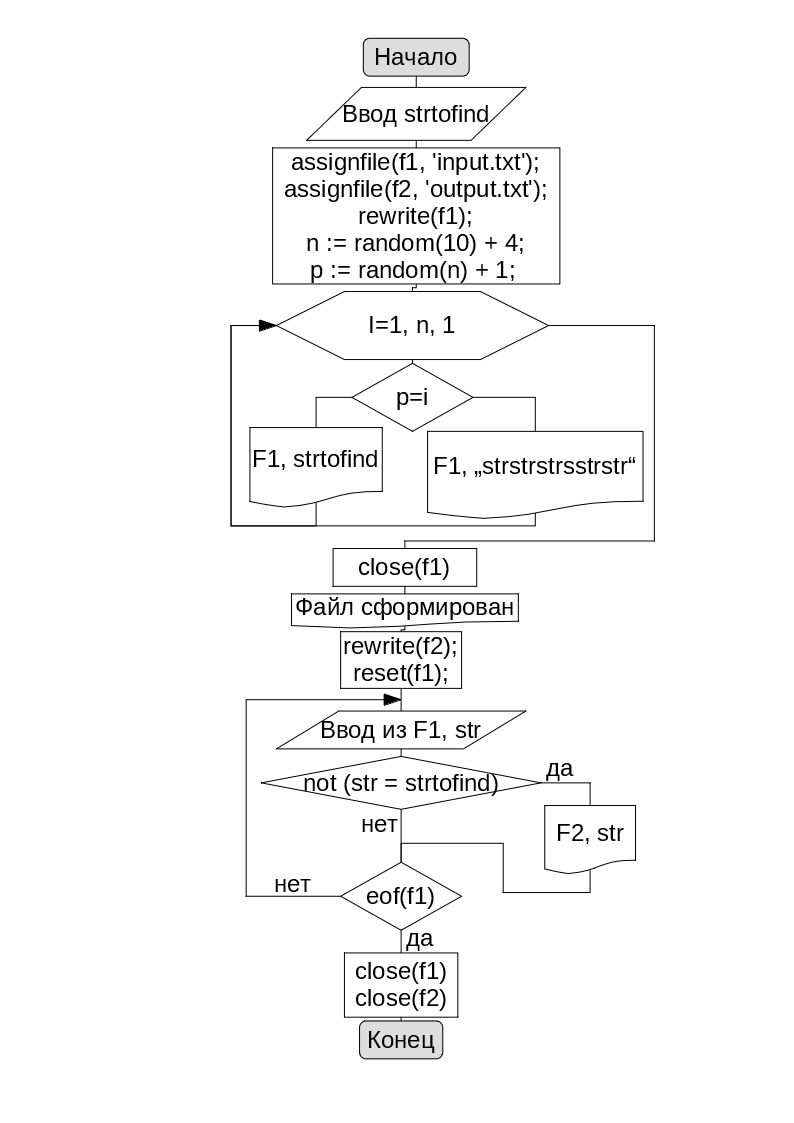 Начало
Ввод strtofind
assignfile(f1, 'input.txt');
assignfile(f2, 'output.txt');
rewrite(f1);
n := random(10) + 4;
p := random(n) + 1;
I=1, n, 1
p=i
F1, strtofind
F1, „strstrstrsstrstr“
close(f1)
Файл сформирован
rewrite(f2);
reset(f1);
Ввод из F1, str
not (str = strtofind)
да
нет
F2, str
нет
eof(f1)
да
close(f1)
close(f2)
Конец